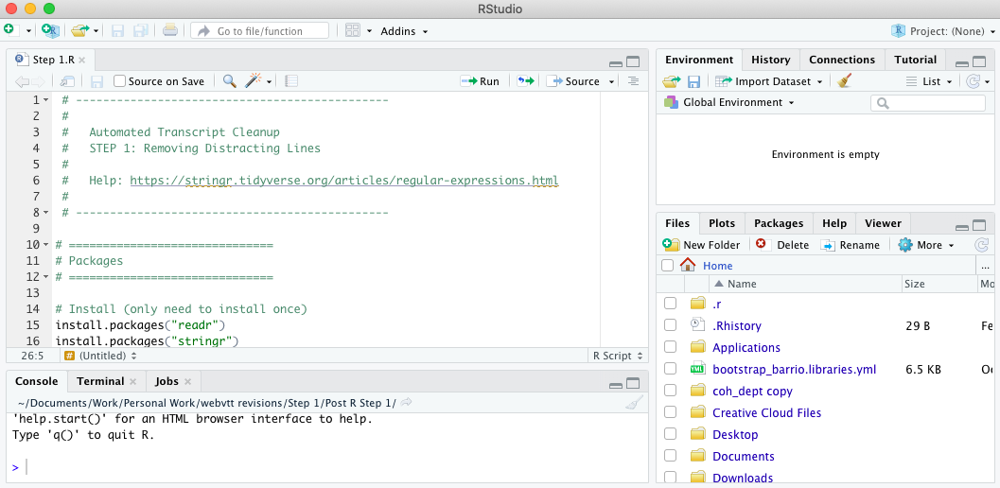 RStudio
Go to file/function
Addins
Project: (None)
Step 1.R
Source on Save
Run
Source
1 # ----------------------------------------------
2 #
3 #   Automated Transcript Cleanup
4 #   STEP 1: Removing Distracting Lines
5 #
6 #   Help: https://stringr.tidyverse.org/articles/regular-expressions.html
7 #
8 # ----------------------------------------------
9
10 # ==============================
11 # Packages
12 # ==============================
13
14 # Install (only need to install once)
15 install.packages("readr")
16 install.packages("stringr")
26:5 # (Untitled) R Script
Console Terminal Jobs
~/Documents/Work/Personal Work/webvtt revisions/Step 1/Post R Step 1/
'help.start()' for an HTML browser interface to help.
Type 'q()' to quit R.
>
Environment History Connections Tutorial
Import Dataset List
Global Environment
Environment is empty
Files Plots Packages Help Viewer
New Folder Delete Rename More
Home ...
Name Size Mo
.r
.Rhistory 29 B Fe
Applications
YML bootstrap_barrio.libraries.yml 6.5 KB Oc
coh_dept copy
Creative Cloud Files
Desktop
Documents
Downloads